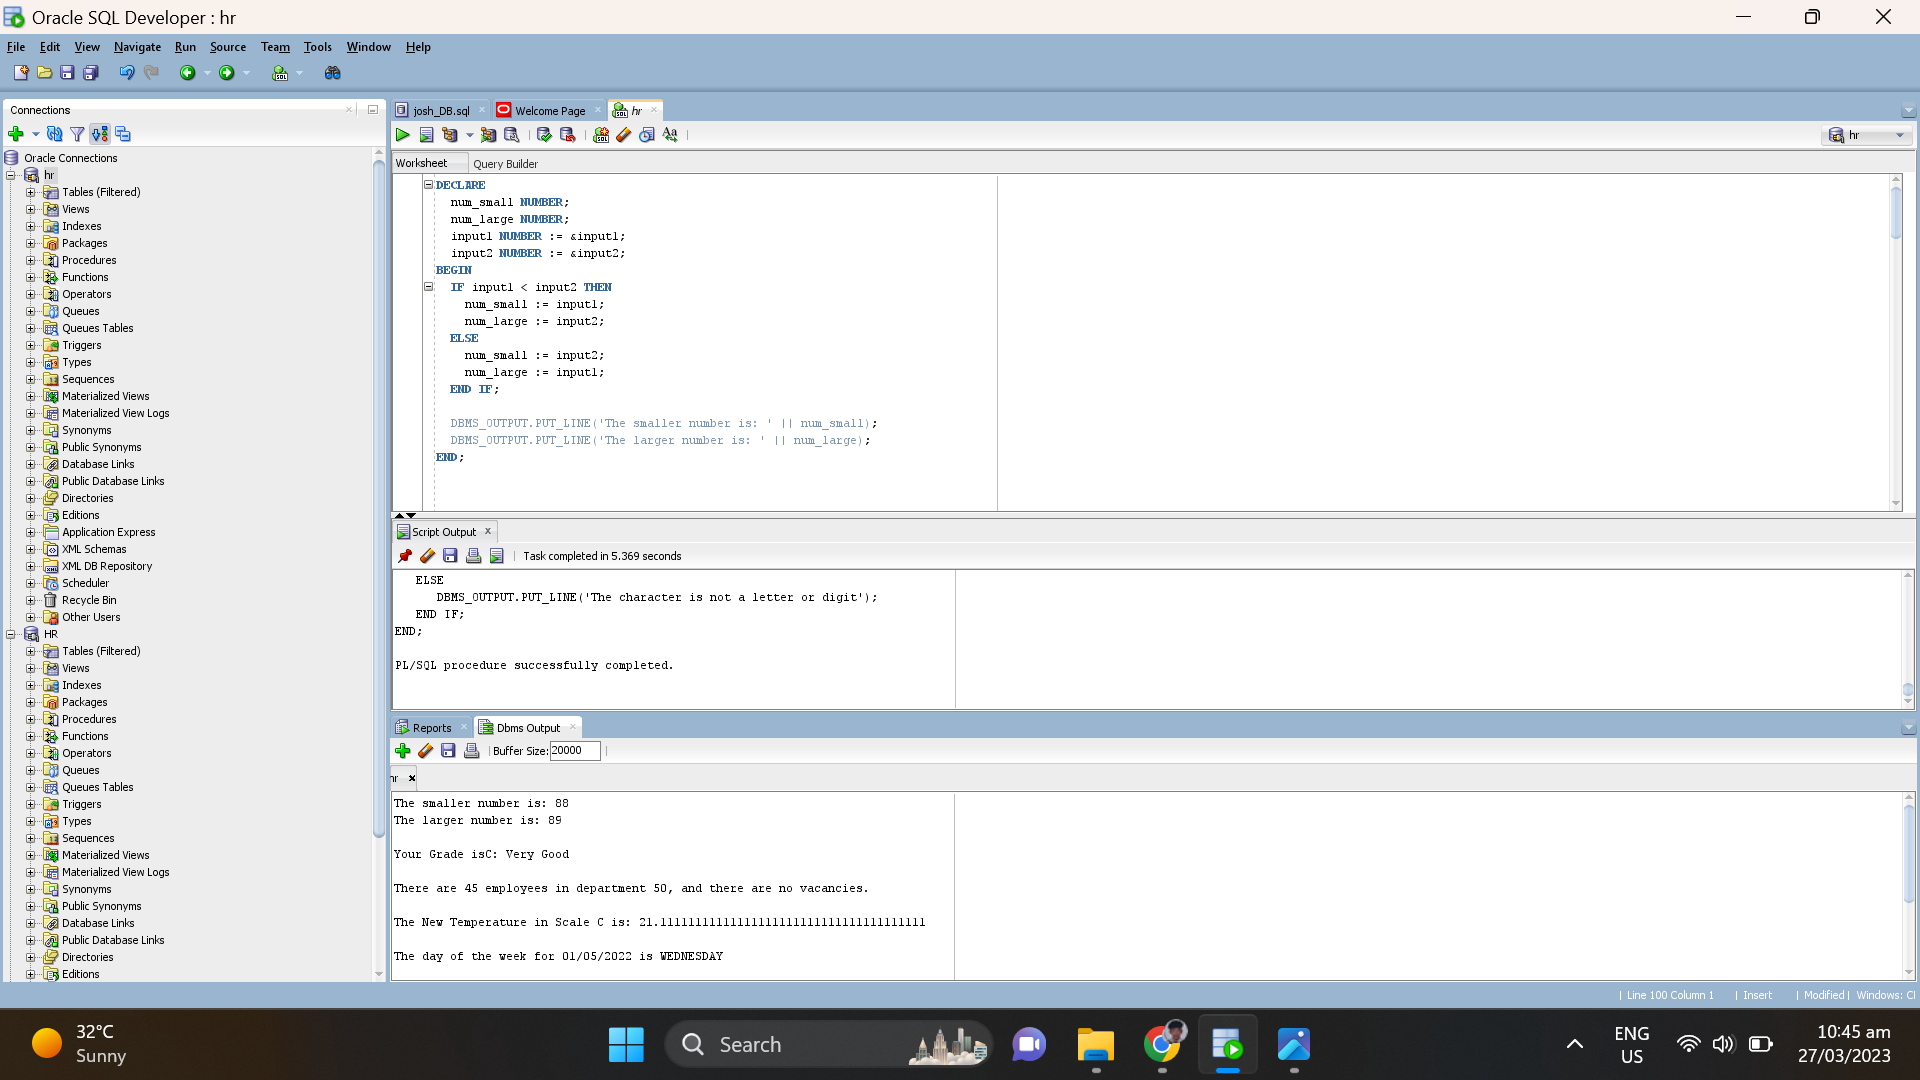 Oracle SQL Developer : hr
File Edit View Navigate Run Source Team Tools Window Help
Connections
Oracle Connections
hr
Tables (Filtered)
Views
Indexes
Packages
Procedures
Functions
Operators
Queues
Queues Tables
Triggers
Types
Sequences
Materialized Views
Materialized View Logs
Synonyms
Public Synonyms
Database Links
Public Database Links
Directories
Editions
Application Express
XML Schemas
XML DB Repository
Scheduler
Recycle Bin
Other Users
HR
Tables (Filtered)
Views
Indexes
Packages
Procedures
Functions
Operators
Queues
Queues Tables
Triggers
Types
Sequences
Materialized Views
Materialized View Logs
Synonyms
Public Synonyms
Database Links
Public Database Links
Directories
Editions
josh_DB.sql Welcome Page hr
hr
Worksheet Query Builder
DECLARE
num_small NUMBER;
num_large NUMBER;
input1 NUMBER := &input1;
input2 NUMBER := &input2;
BEGIN
IF input1 < input2 THEN
num_small := input1;
num_large := input2;
ELSE
num_small := input2;
num_large := input1;
END IF;
DBMS_OUTPUT.PUT_LINE('The smaller number is: ' || num_small);
DBMS_OUTPUT.PUT_LINE('The larger number is: ' || num_large);
END;
Script Output
Task completed in 5.369 seconds
ELSE
DBMS_OUTPUT.PUT_LINE('The character is not a letter or digit');
END IF;
END;
PL/SQL procedure successfully completed.
Reports Dbms Output
Buffer Size: 20000
hr
The smaller number is: 88
The larger number is: 89
Your Grade isC: Very Good
There are 45 employees in department 50, and there are no vacancies.
The New Temperature in Scale C is: 21.11111111111111111111111111111111111111
The day of the week for 01/05/2022 is WEDNESDAY
Line 100 Column 1 Insert Modified Windows: Cl
32°C
Sunny
Search
ENG
US
10:45 am
27/03/2023